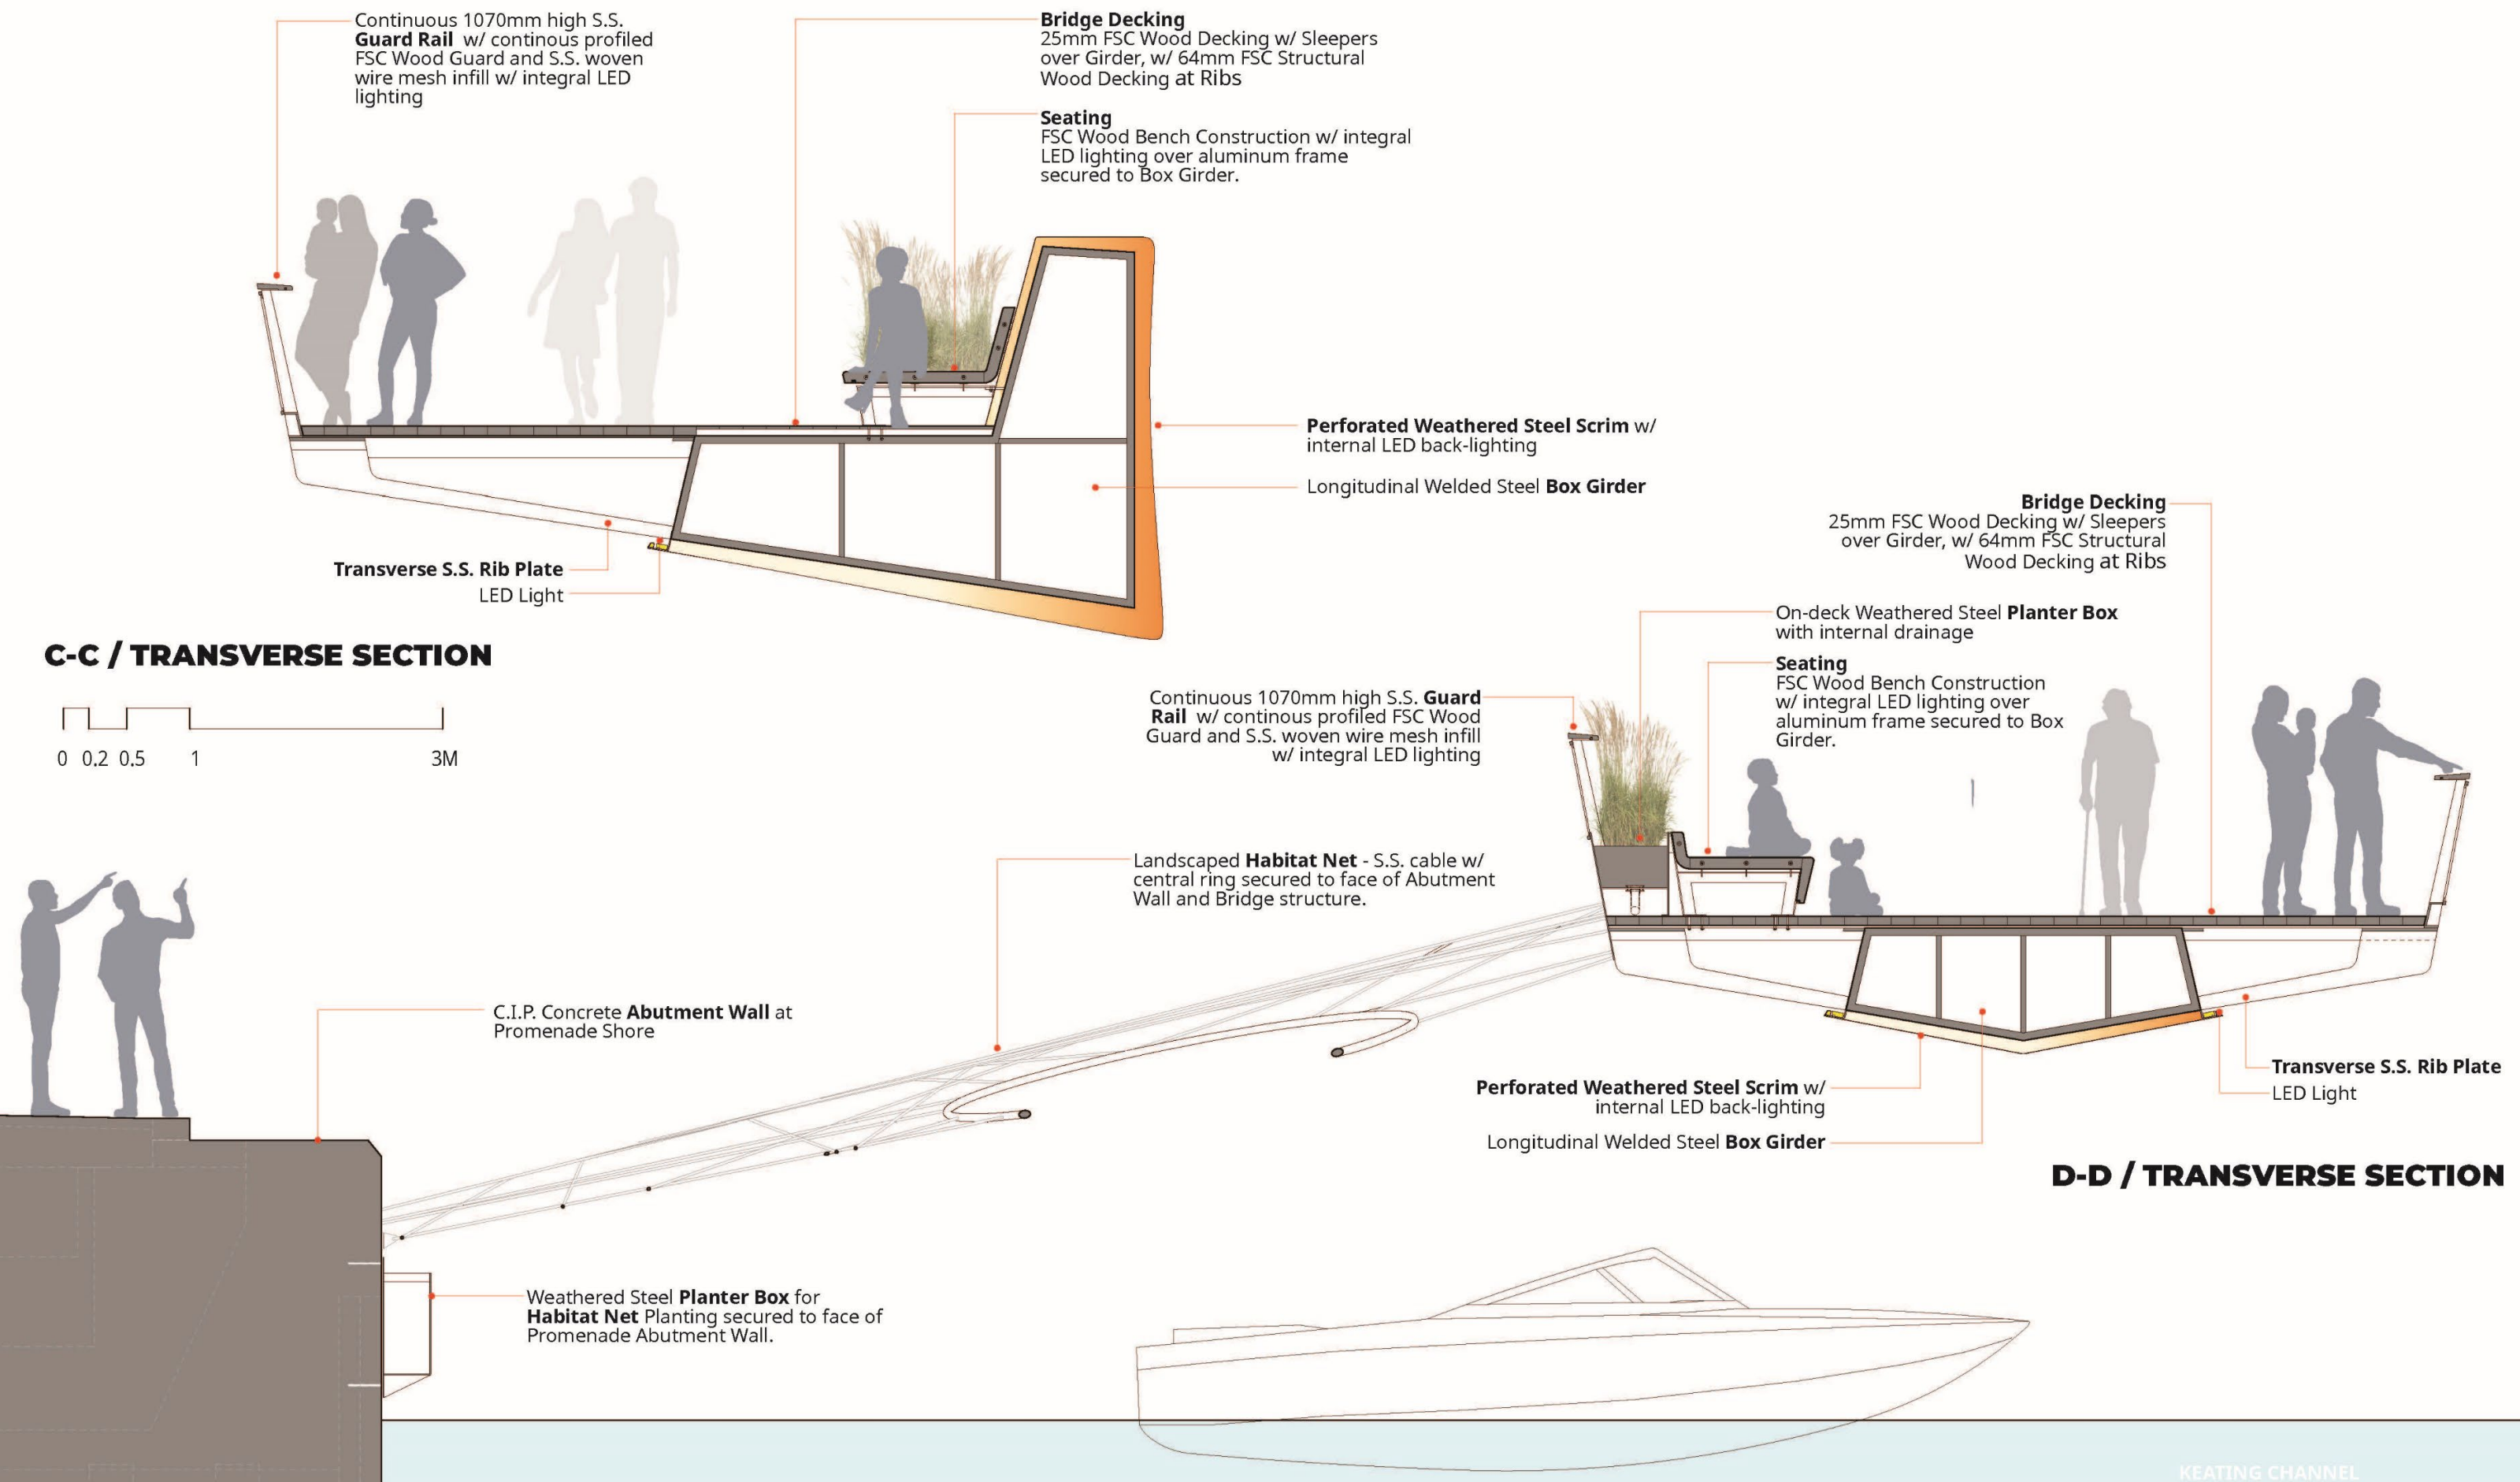 Continuous 1070mm high S.S.
Guard Rail w/ continous profiled
FSC Wood Guard and S.S. woven
wire mesh infill w/ integral LED
lighting
Bridge Decking
25mm FSC Wood Decking w/ Sleepers
over Girder, w/ 64mm FSC Structural
Wood Decking at Ribs
Seating
FSC Wood Bench Construction w/ integral
LED lighting over aluminum frame
secured to Box Girder.
Perforated Weathered Steel Scrim w/
internal LED back-lighting
Longitudinal Welded Steel Box Girder
Transverse S.S. Rib Plate
LED Light
C-C / TRANSVERSE SECTION
0 0.2 0.5 1 3M
Bridge Decking
25mm FSC Wood Decking w/ Sleepers
over Girder, w/ 64mm FSC Structural
Wood Decking at Ribs
On-deck Weathered Steel Planter Box
with internal drainage
Seating
FSC Wood Bench Construction
w/ integral LED lighting over
aluminum frame secured to Box
Girder.
Continuous 1070mm high S.S. Guard
Rail w/ continous profiled FSC Wood
Guard and S.S. woven wire mesh infill
w/ integral LED lighting
Landscaped Habitat Net - S.S. cable w/
central ring secured to face of Abutment
Wall and Bridge structure.
C.I.P. Concrete Abutment Wall at
Promenade Shore
Perforated Weathered Steel Scrim w/
internal LED back-lighting
Longitudinal Welded Steel Box Girder
Transverse S.S. Rib Plate
LED Light
D-D / TRANSVERSE SECTION
Weathered Steel Planter Box for
Habitat Net Planting secured to face of
Promenade Abutment Wall.
KEATING CHANNEL